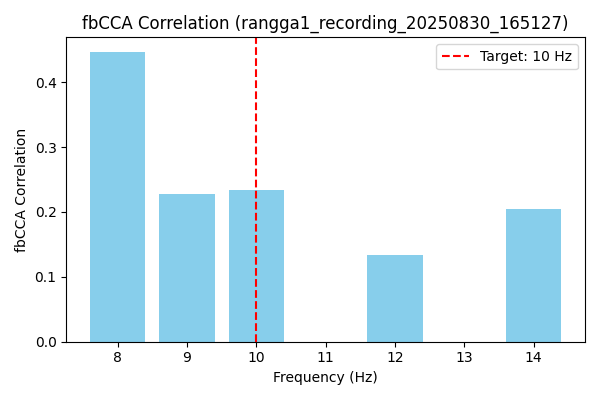 fbCCA Correlation (rangga1_recording_20250830_165127)
Target: 10 Hz
fbCCA Correlation
0.4
0.3
0.2
0.1
0.0
8 9 10 11 12 13 14
Frequency (Hz)